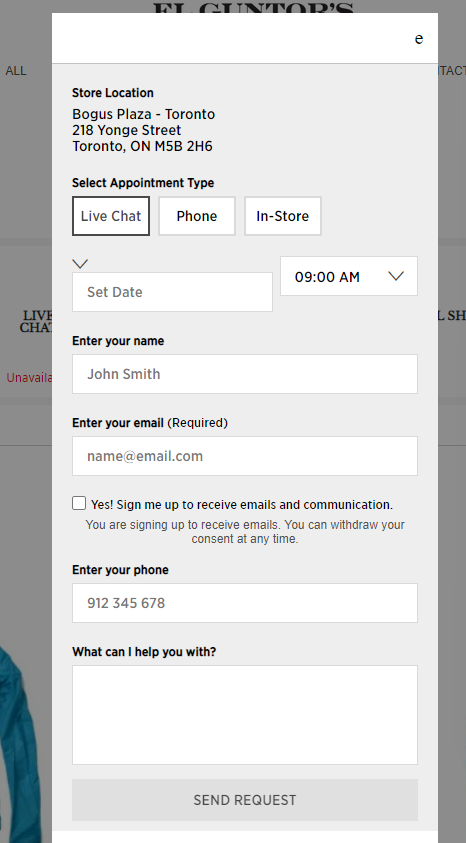 EL GUNTOR'S
e
ALL
Store Location
Bogus Plaza - Toronto
218 Yonge Street
Toronto, ON M5B 2H6
Select Appointment Type
Live Chat Phone In-Store
Set Date
09:00 AM
LIVE
CHAT
Enter your name
John Smith
Enter your email (Required)
name@email.com
Yes! Sign me up to receive emails and communication.
You are signing up to receive emails. You can withdraw your
consent at any time.
Enter your phone
912 345 678
What can I help you with?
SEND REQUEST